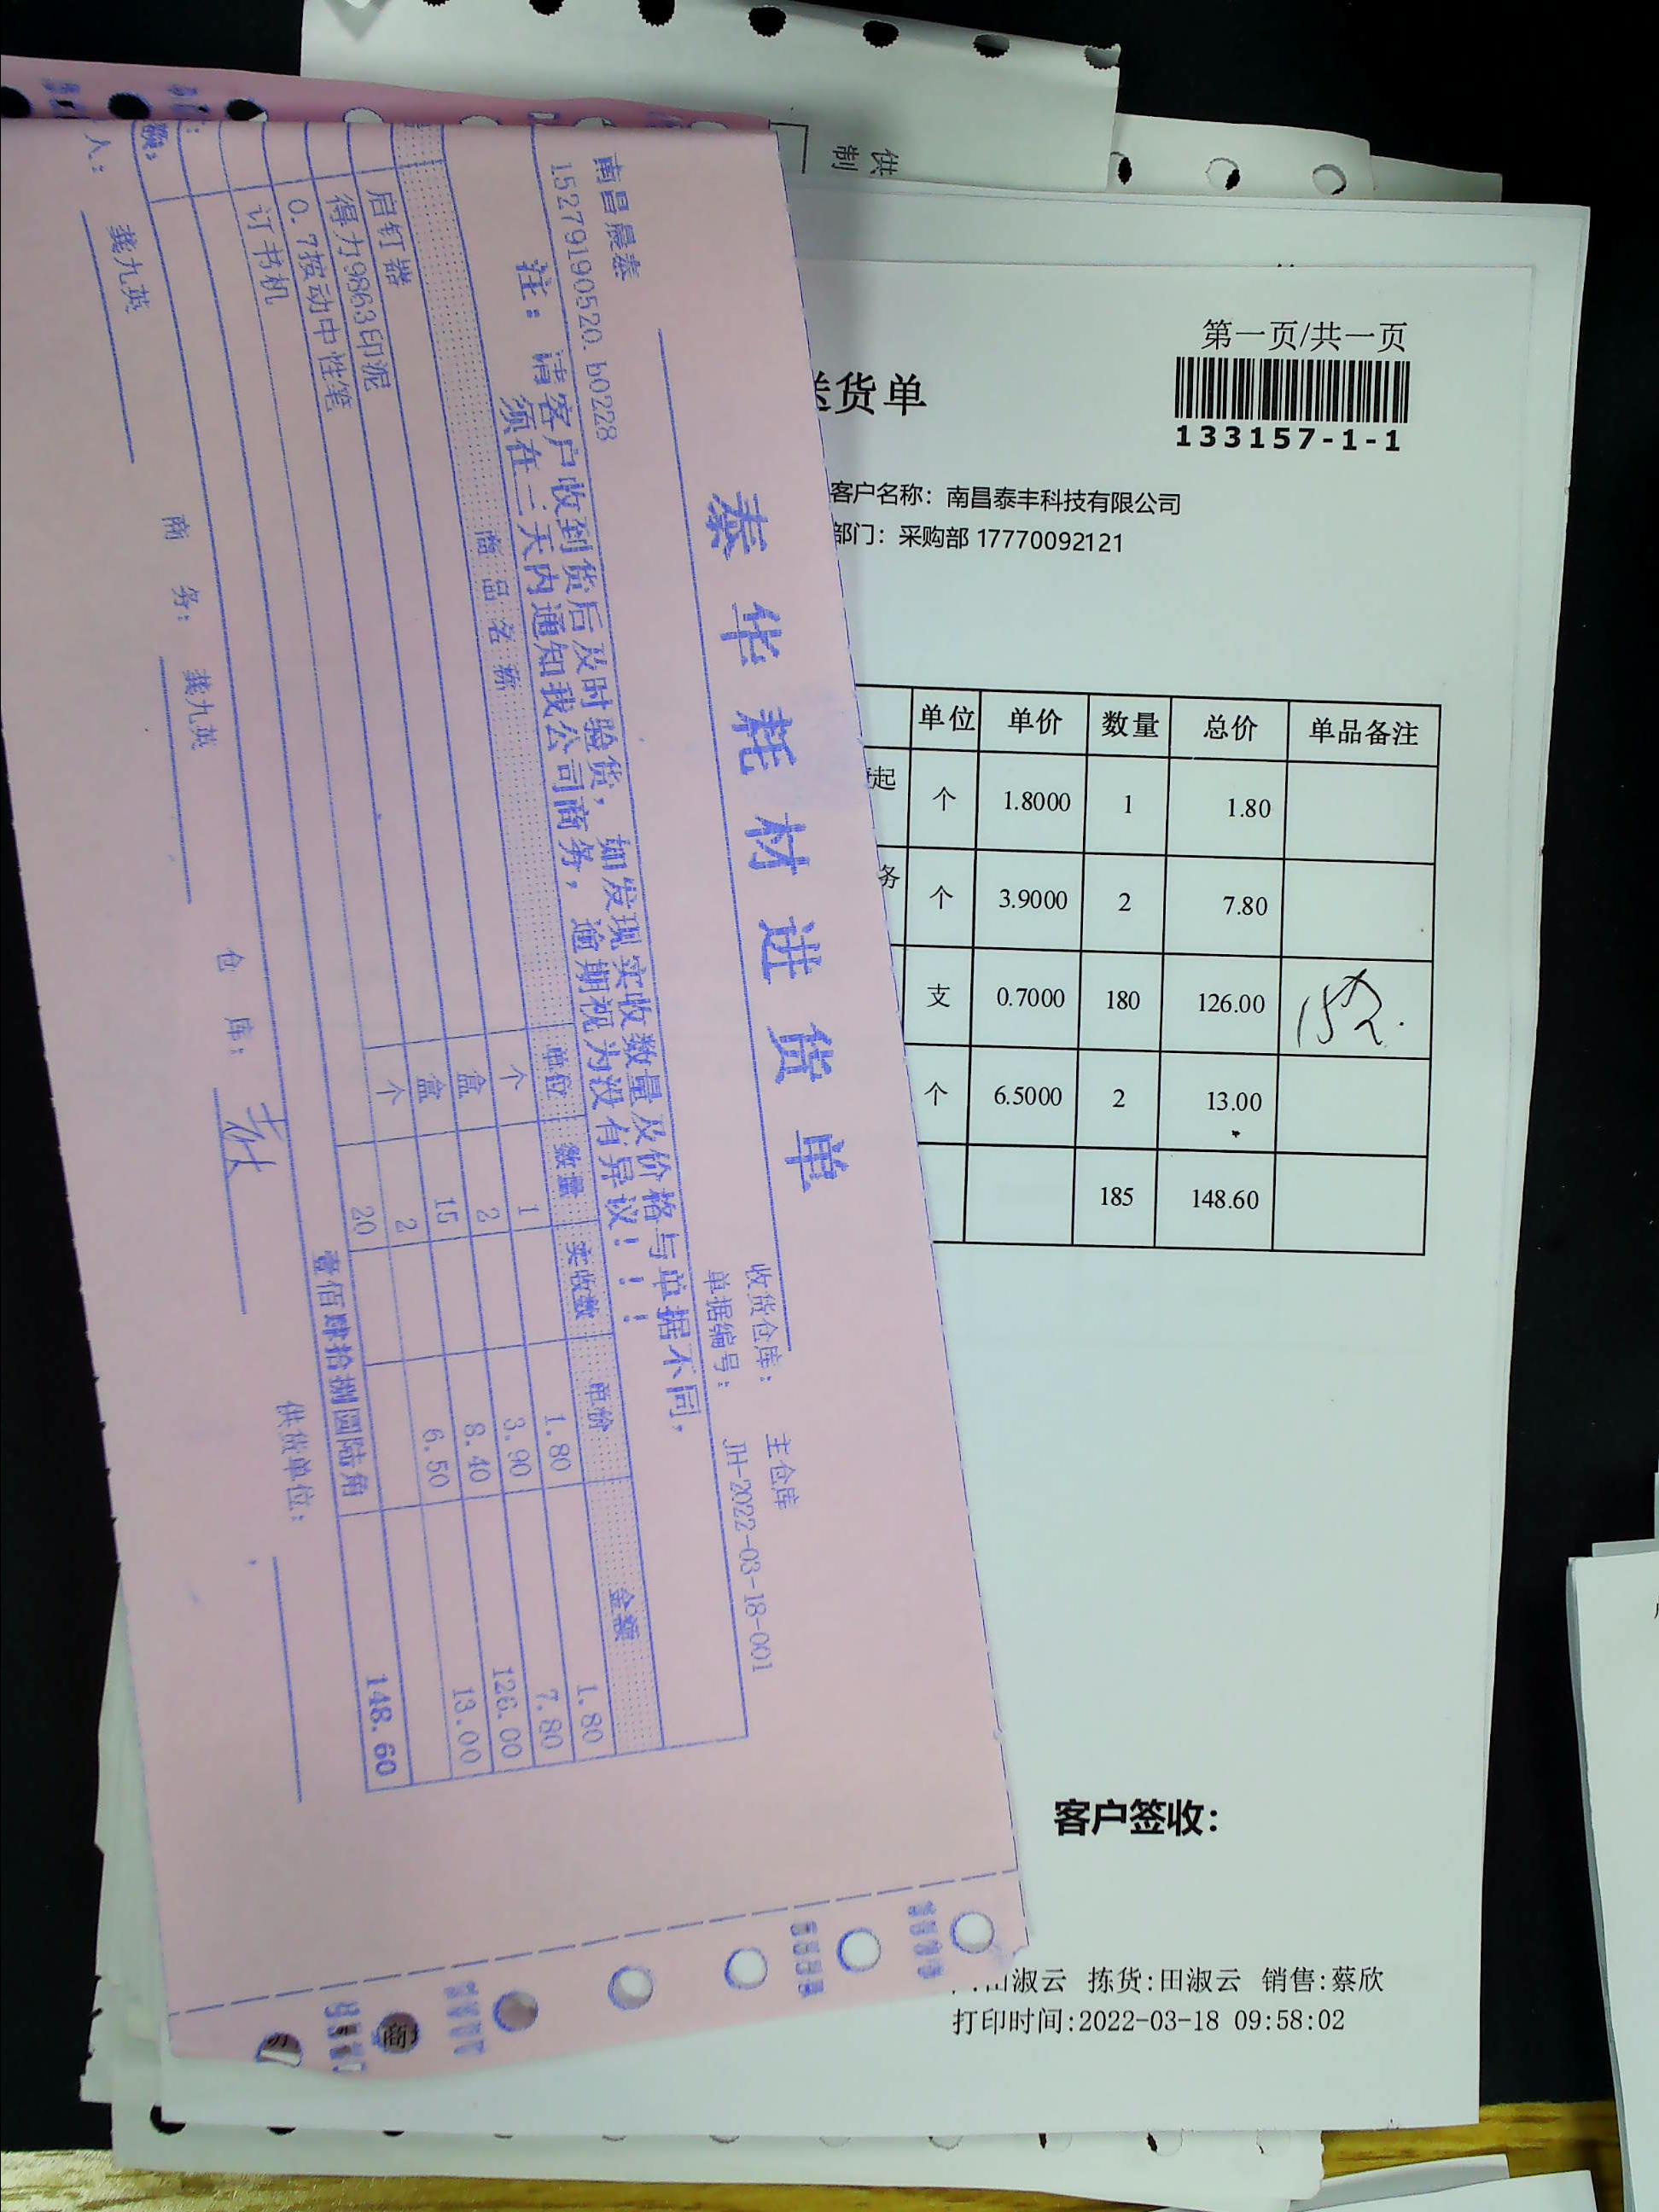 泰华耗材进货单
收货仓库： 主仓库
单据编号： JH-2022-03-18-001
南昌晨泰
15279190520. b0228
注： 请客户收到货后及时验货，如发现实收数量及价格与单据不同，
须在三天内通知我公司商务，逾期视为没有异议！！！
商品名称 单位 数量 实收数 单价 金额
启钉器 个 1 1.80 1.80
得力9863印泥 盒 2 3.90 7.80
0.7按动中性笔 盒 15 8.40 126.00
订书机 个 2 6.50 13.00
20 148.60
额： 壹佰肆拾捌圆陆角
人： 龚九英 商 务： 龚九英 仓 库： 供货单位：
供
制
第一页/共一页
送货单
133157-1-1
客户名称：南昌泰丰科技有限公司
部门：采购部 17770092121
单位 单价 数量 总价 单品备注
起 个 1.8000 1 1.80
务 个 3.9000 2 7.80
支 0.7000 180 126.00
个 6.5000 2 13.00
185 148.60
客户签收：
淑云 拣货:田淑云 销售:蔡欣
打印时间:2022-03-18 09:58:02
商